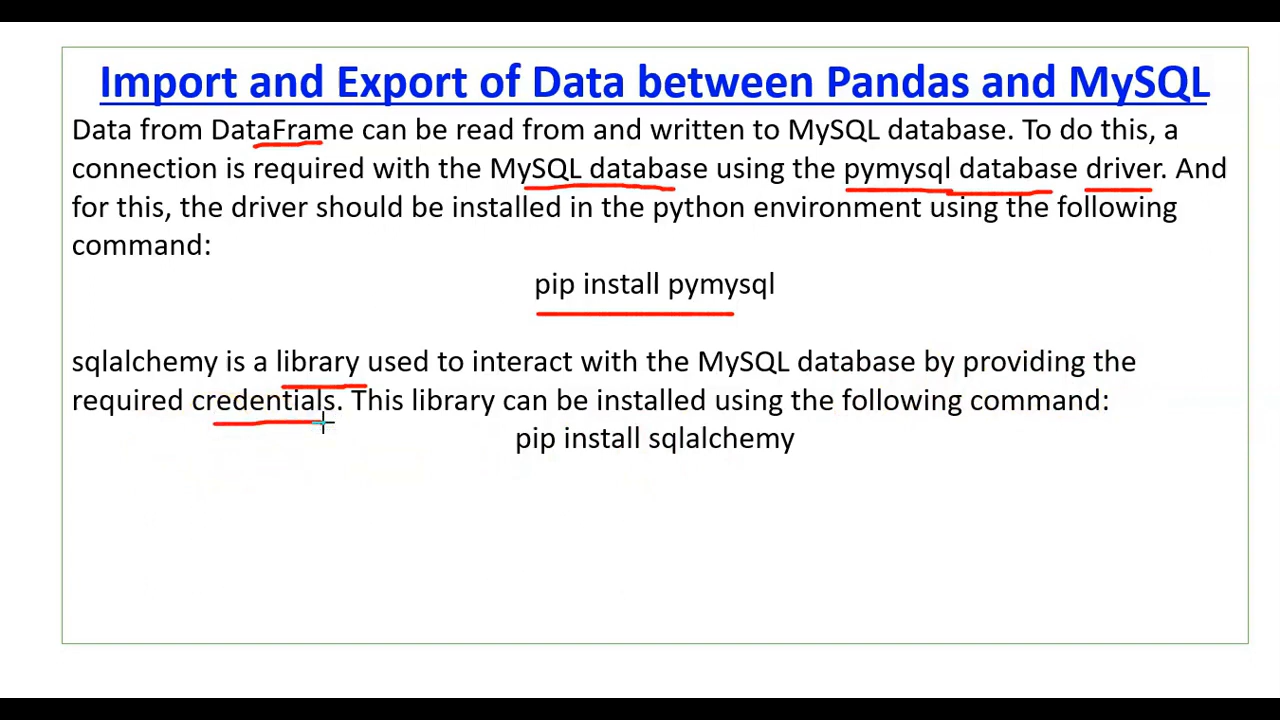 Import and Export of Data between Pandas and MySQL
Data from DataFrame can be read from and written to MySQL database. To do this, a
connection is required with the MySQL database using the pymysql database driver. And
for this, the driver should be installed in the python environment using the following
command:
pip install pymysql
sqlalchemy is a library used to interact with the MySQL database by providing the
required credentials. This library can be installed using the following command:
pip install sqlalchemy